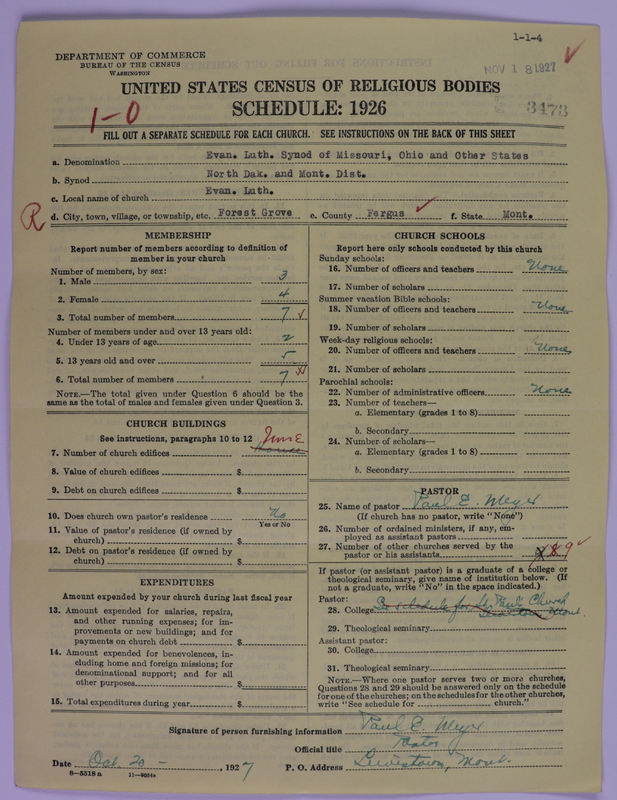 1-1-4
DEPARTMENT OF COMMERCE
BUREAU OF THE CENSUS
WASHINGTON
NOV 18 1927
UNITED STATES CENSUS OF RELIGIOUS BODIES
1-0
SCHEDULE: 1926
3473
FILL OUT A SEPARATE SCHEDULE FOR EACH CHURCH. SEE INSTRUCTIONS ON THE BACK OF THIS SHEET
a. Denomination Evan. Luth. Synod of Missouri, Ohio and Other States
b. Synod North Dak. and Mont. Dist.
c. Local name of church Evan. Luth.
R
d. City, town, village, or township, etc. Forest Grove e. County Fergus f. State Mont.
MEMBERSHIP
Report number of members according to definition of
member in your church
Number of members, by sex:
1. Male 3
2. Female 4
3. Total number of members 7
Number of members under and over 13 years old:
4. Under 13 years of age 2
5. 13 years old and over 5
6. Total number of members 7
NOTE.—The total given under Question 6 should be
same as the total of males and females given under Question 3.
CHURCH BUILDINGS
See instructions, paragraphs 10 to 12
7. Number of church edifices
8. Value of church edifices $
9. Debt on church edifices $
10. Does church own pastor's residence No
Yes or No
11. Value of pastor's residence (if owned by
church) $
12. Debt on pastor's residence (if owned by
church) $
EXPENDITURES
Amount expended by your church during last fiscal year
13. Amount expended for salaries, repairs,
and other running expenses; for im-
provements or new buildings; and for
payments on church debt $
14. Amount expended for benevolences, in-
cluding home and foreign missions; for
denominational support; and for all
other purposes $
15. Total expenditures during year $
CHURCH SCHOOLS
Report here only schools conducted by this church
Sunday schools:
16. Number of officers and teachers None
17. Number of scholars
Summer vacation Bible schools:
18. Number of officers and teachers None
19. Number of scholars
Week-day religious schools:
20. Number of officers and teachers None
21. Number of scholars
Parochial schools:
22. Number of administrative officers None
23. Number of teachers—
a. Elementary (grades 1 to 8)
b. Secondary
24. Number of scholars—
a. Elementary (grades 1 to 8)
b. Secondary
PASTOR
25. Name of pastor Paul E. Meyer
(If church has no pastor, write "None")
26. Number of ordained ministers, if any, em-
ployed as assistant pastors
27. Number of other churches served by the
pastor or his assistants 9
If pastor (or assistant pastor) is a graduate of a college or
theological seminary, give name of institution below. (If
not a graduate, write "No" in the space indicated.)
Pastor:
28. College schedule for St. Paul's Church
Lewistown Mont.
29. Theological seminary
Assistant pastor:
30. College
31. Theological seminary
NOTE.—Where one pastor serves two or more churches,
Questions 28 and 29 should be answered only on the schedule
for one of the churches; on the schedules for the other churches,
write "See schedule for church."
Signature of person furnishing information Paul E. Meyer
Official title Pastor
Date Oct. 20 - , 1927 P. O. Address Lewistown, Mont.
8-5518 a 11-9054a